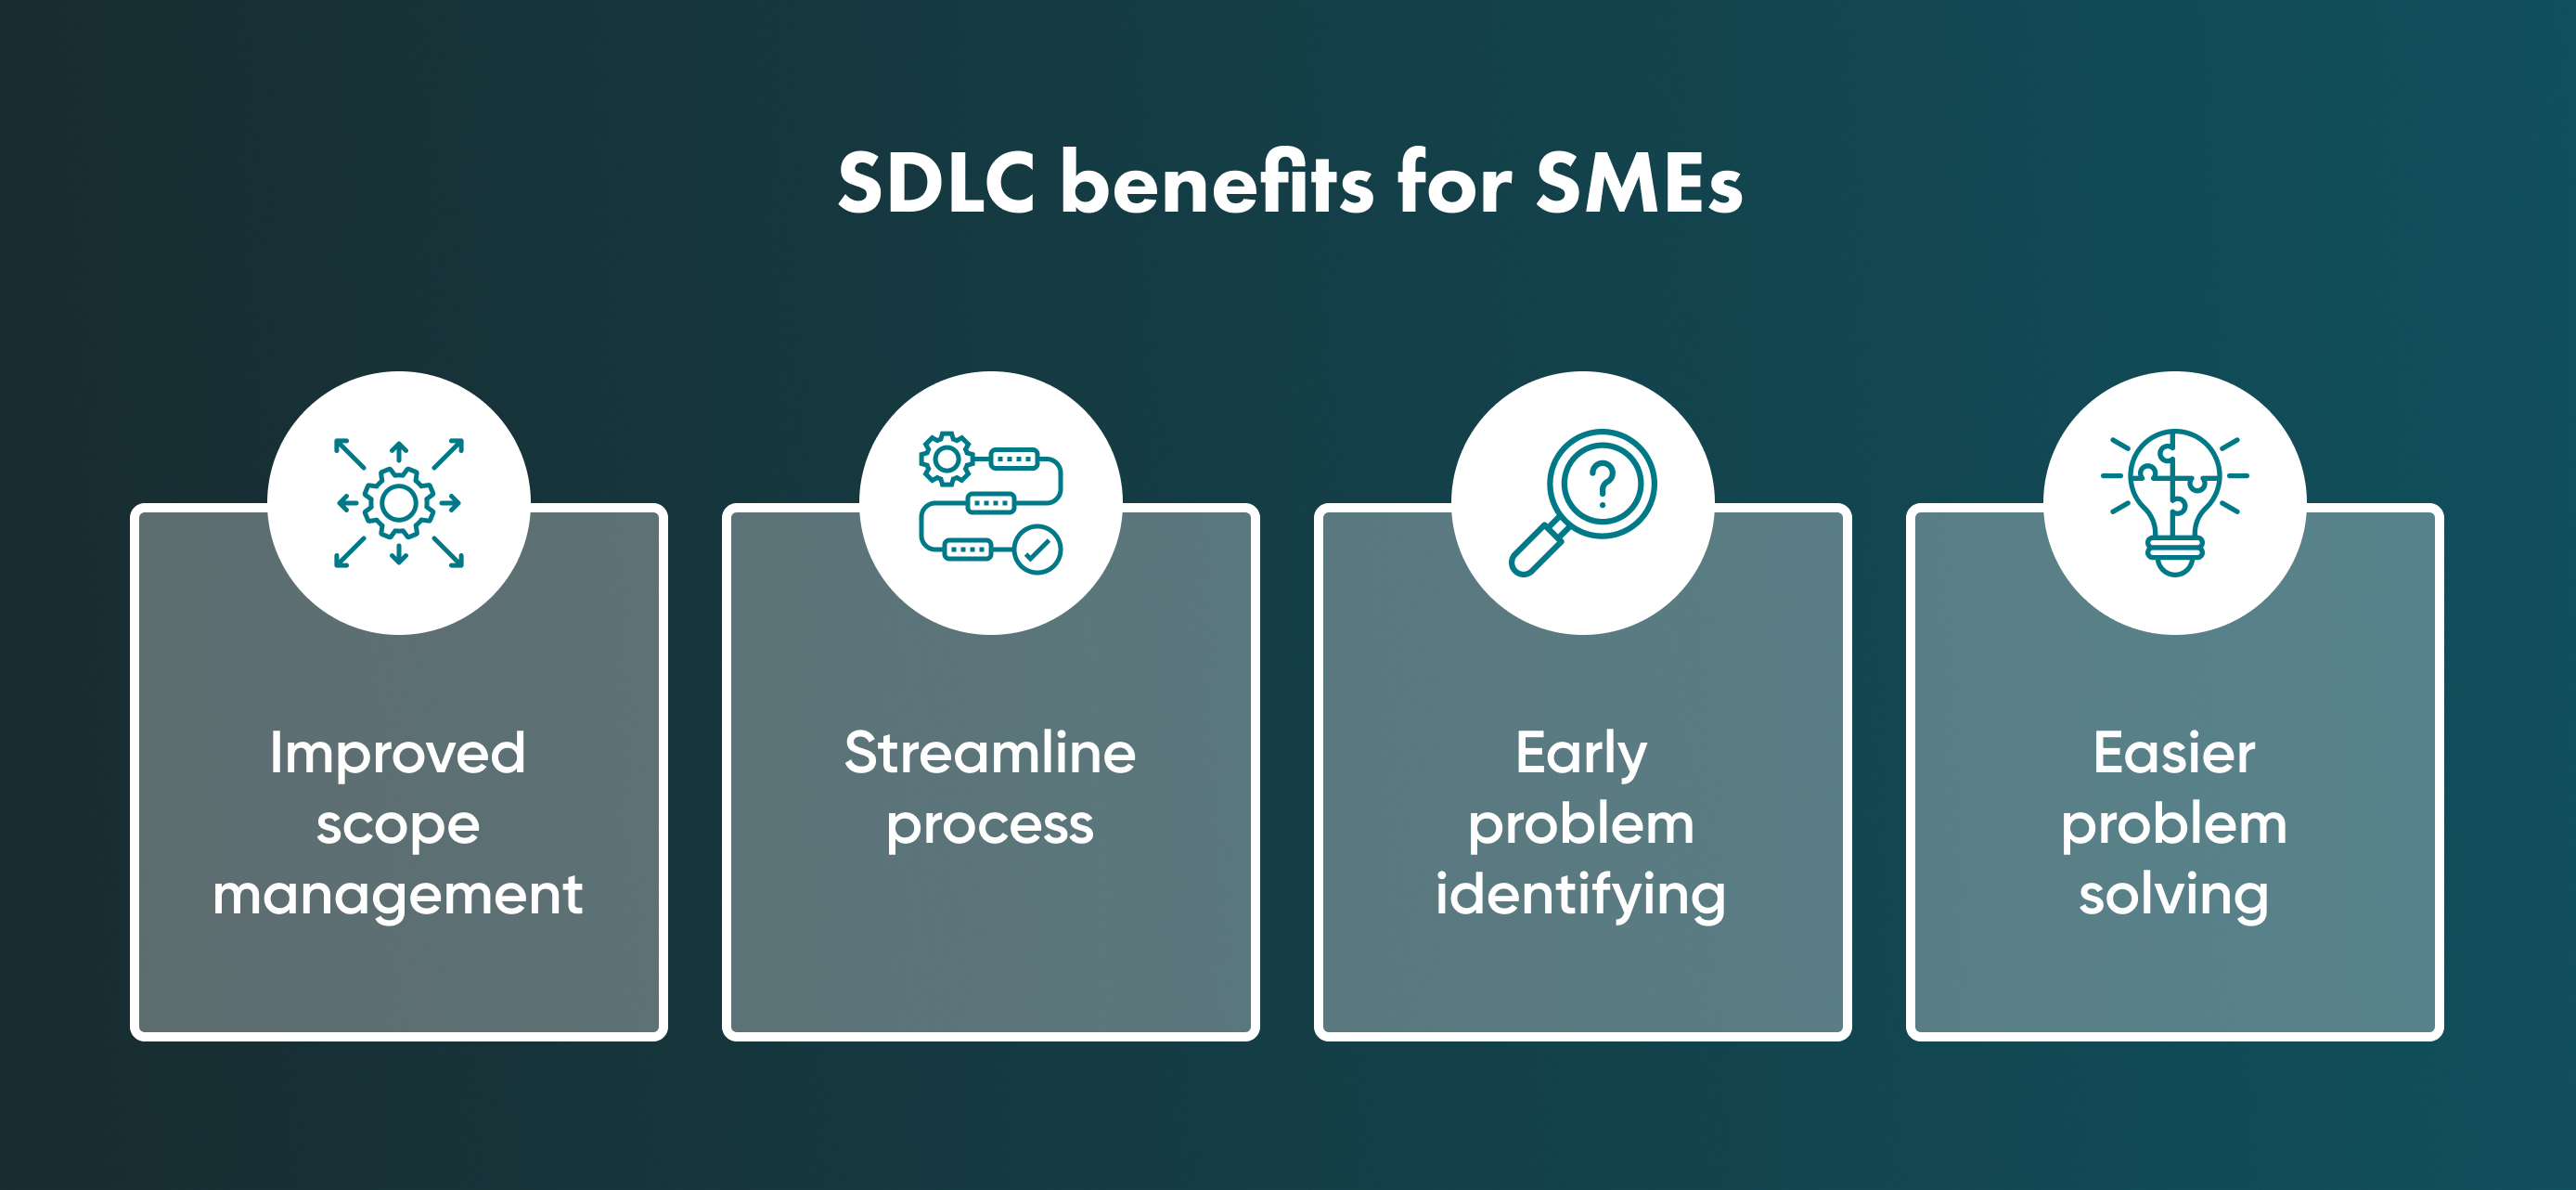 SDLC benefits for SMEs
Improved
scope
management
Streamline
process
Early
problem
identifying
Easier
problem
solving